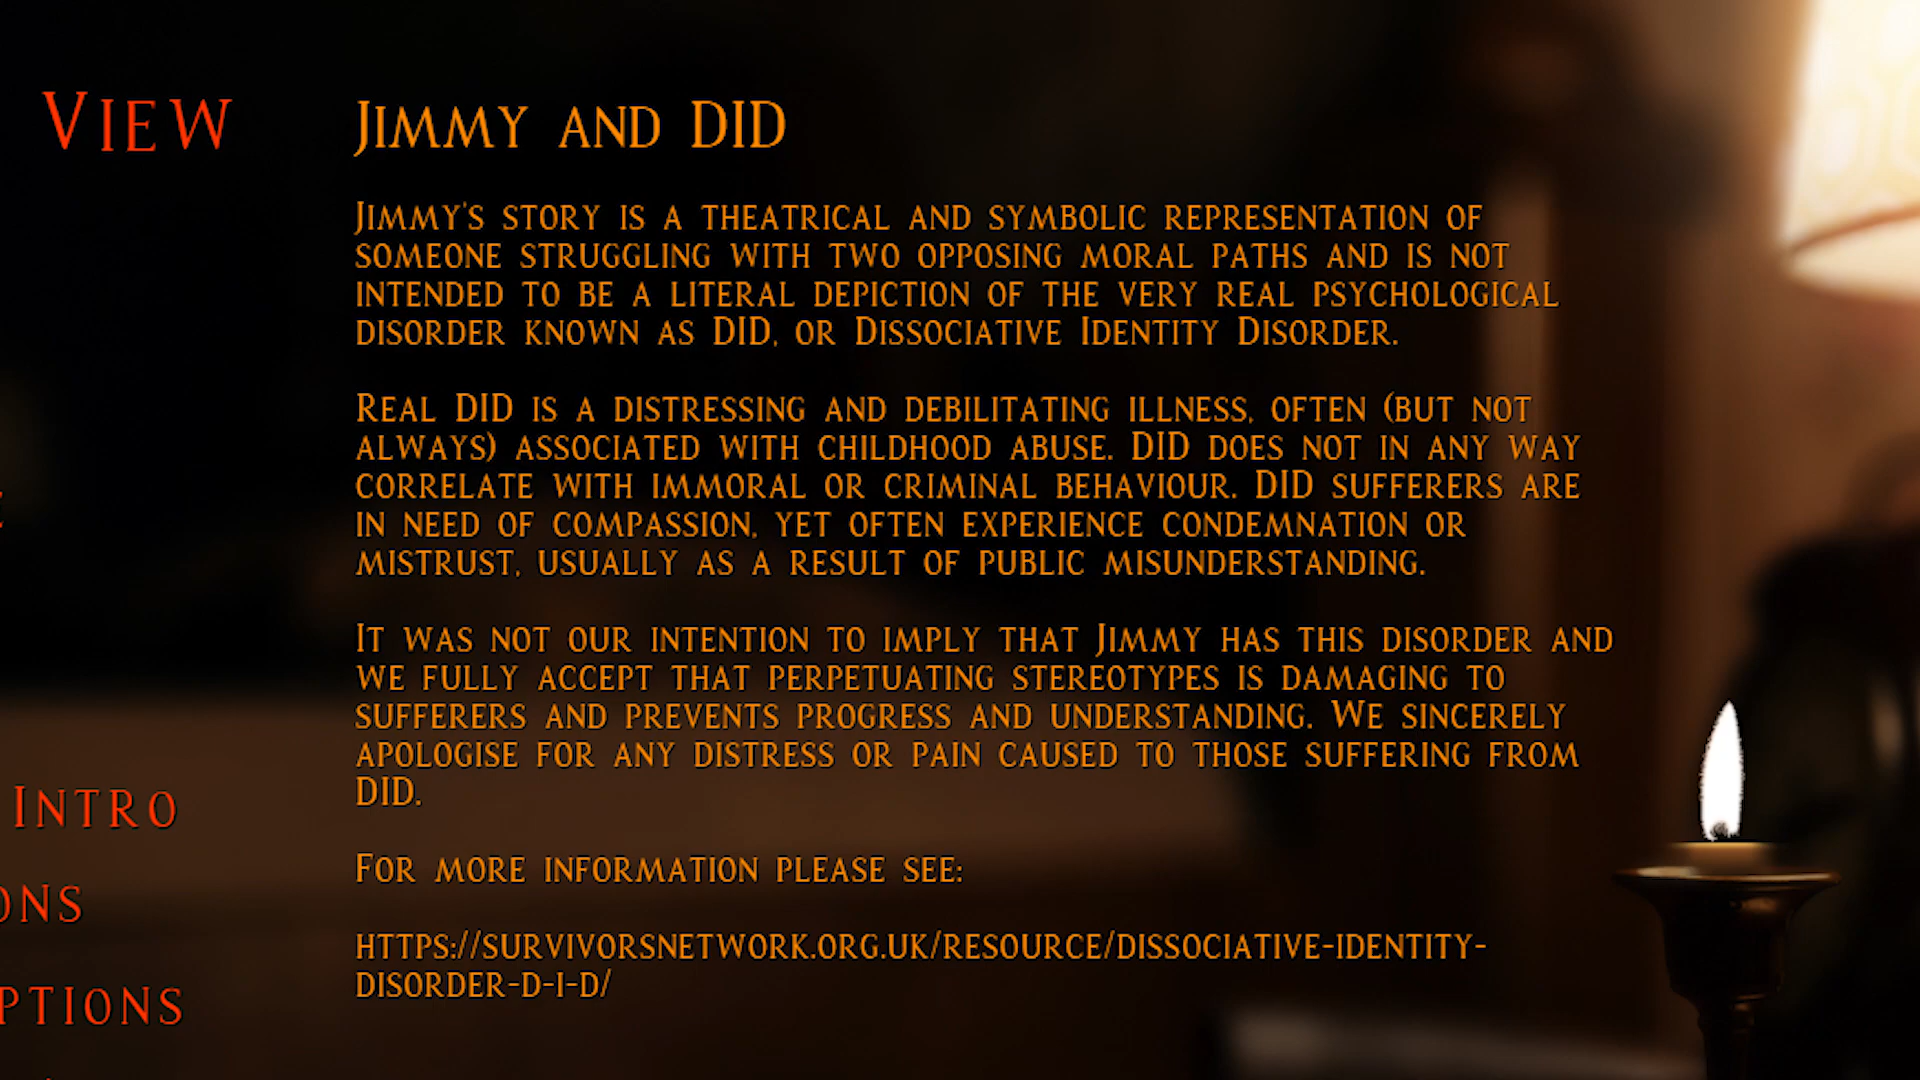 View
Jimmy and DID
Jimmy's story is a theatrical and symbolic representation of
someone struggling with two opposing moral paths and is not
intended to be a literal depiction of the very real psychological
disorder known as DID, or Dissociative Identity Disorder.
Real DID is a distressing and debilitating illness, often (but not
always) associated with childhood abuse. DID does not in any way
correlate with immoral or criminal behaviour. DID sufferers are
in need of compassion, yet often experience condemnation or
mistrust, usually as a result of public misunderstanding.
It was not our intention to imply that Jimmy has this disorder and
we fully accept that perpetuating stereotypes is damaging to
sufferers and prevents progress and understanding. We sincerely
apologise for any distress or pain caused to those suffering from
DID.
For more information please see:
https://survivorsnetwork.org.uk/resource/dissociative-identity-
disorder-d-i-d/
Intro
ons
ptions